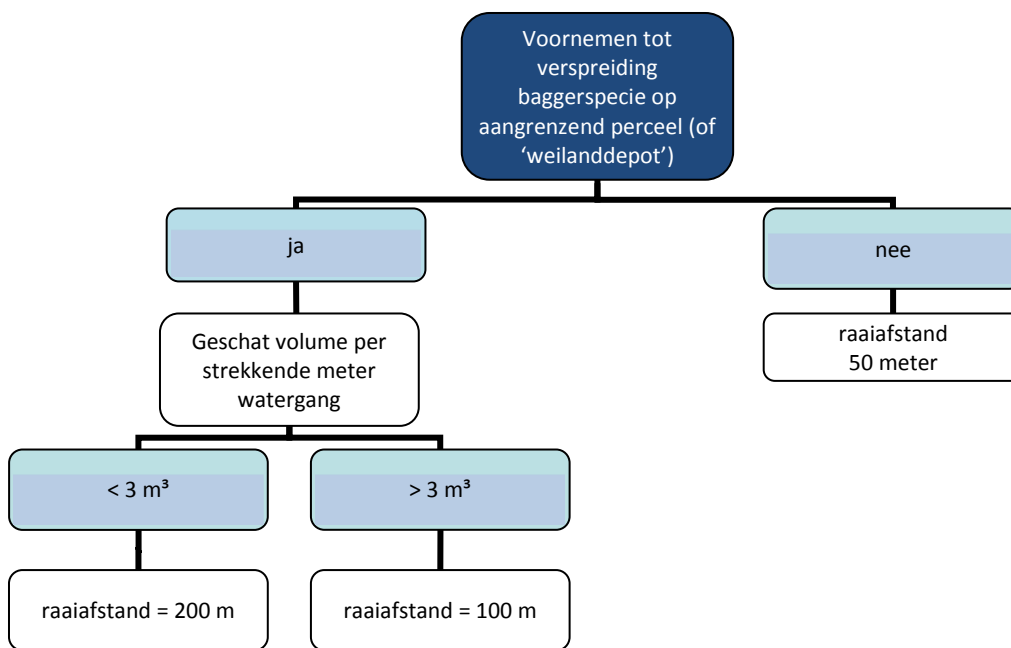 Voornemen tot
verspreiding
baggerspecie op
aangrenzend perceel (of
‘weilanddepot’)
ja
nee
Geschat volume per
strekkende meter
watergang
raaiafstand
50 meter
< 3 m³
> 3 m³
raaiafstand = 200 m
raaiafstand = 100 m